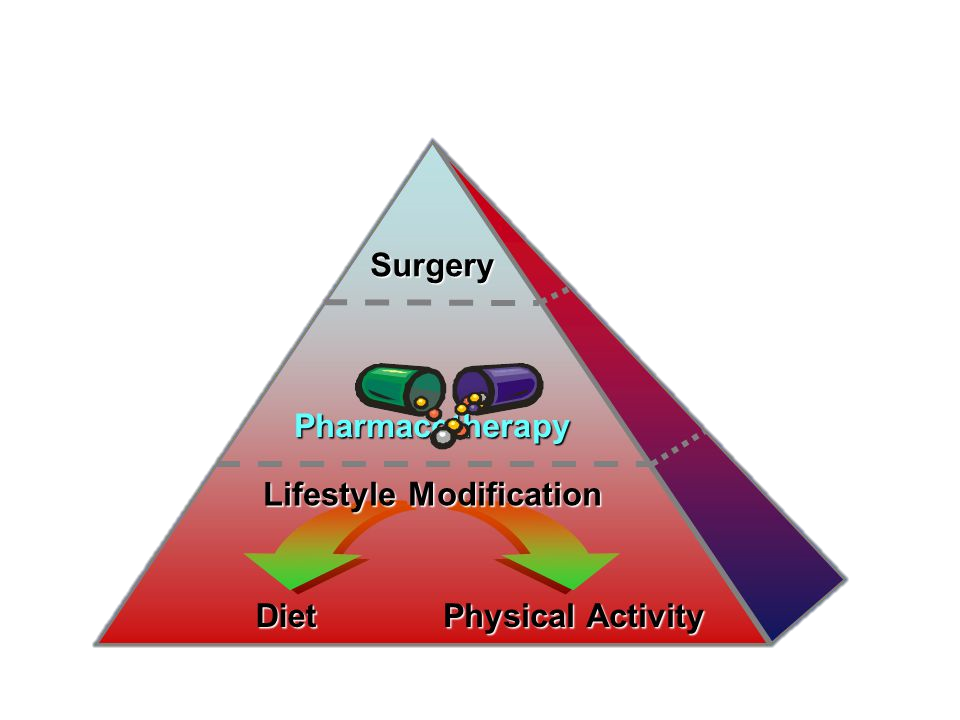 Surgery
Pharmacotherapy
Lifestyle Modification
Diet
Physical Activity